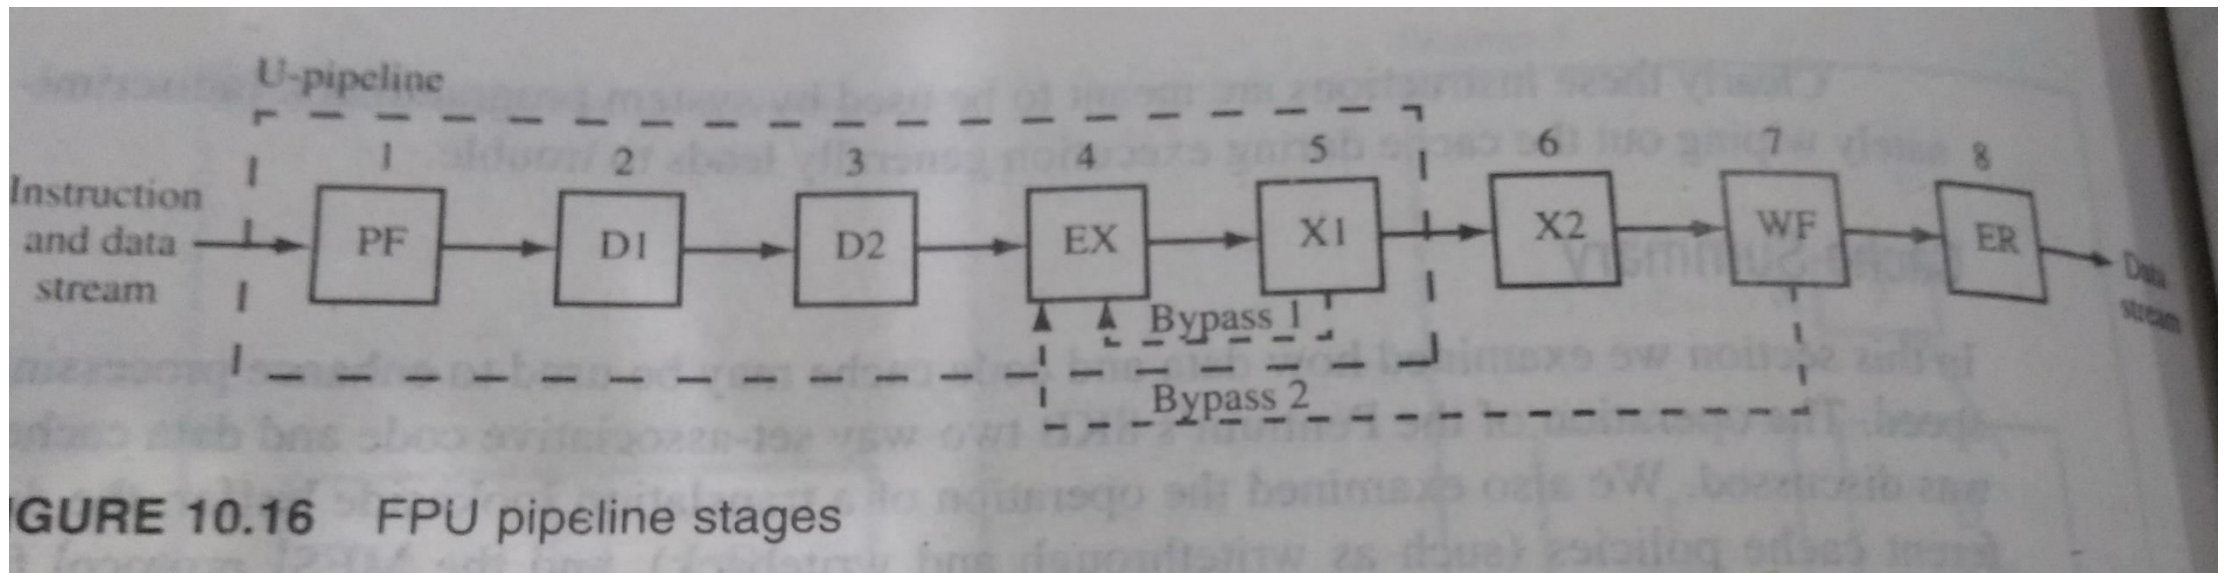 U-pipeline
1 2 3 4 5 6 7 8
Instruction
and data
stream
PF D1 D2 EX X1 X2 WF ER
Data
stream
Bypass 1
Bypass 2
IGURE 10.16 FPU pipeline stages